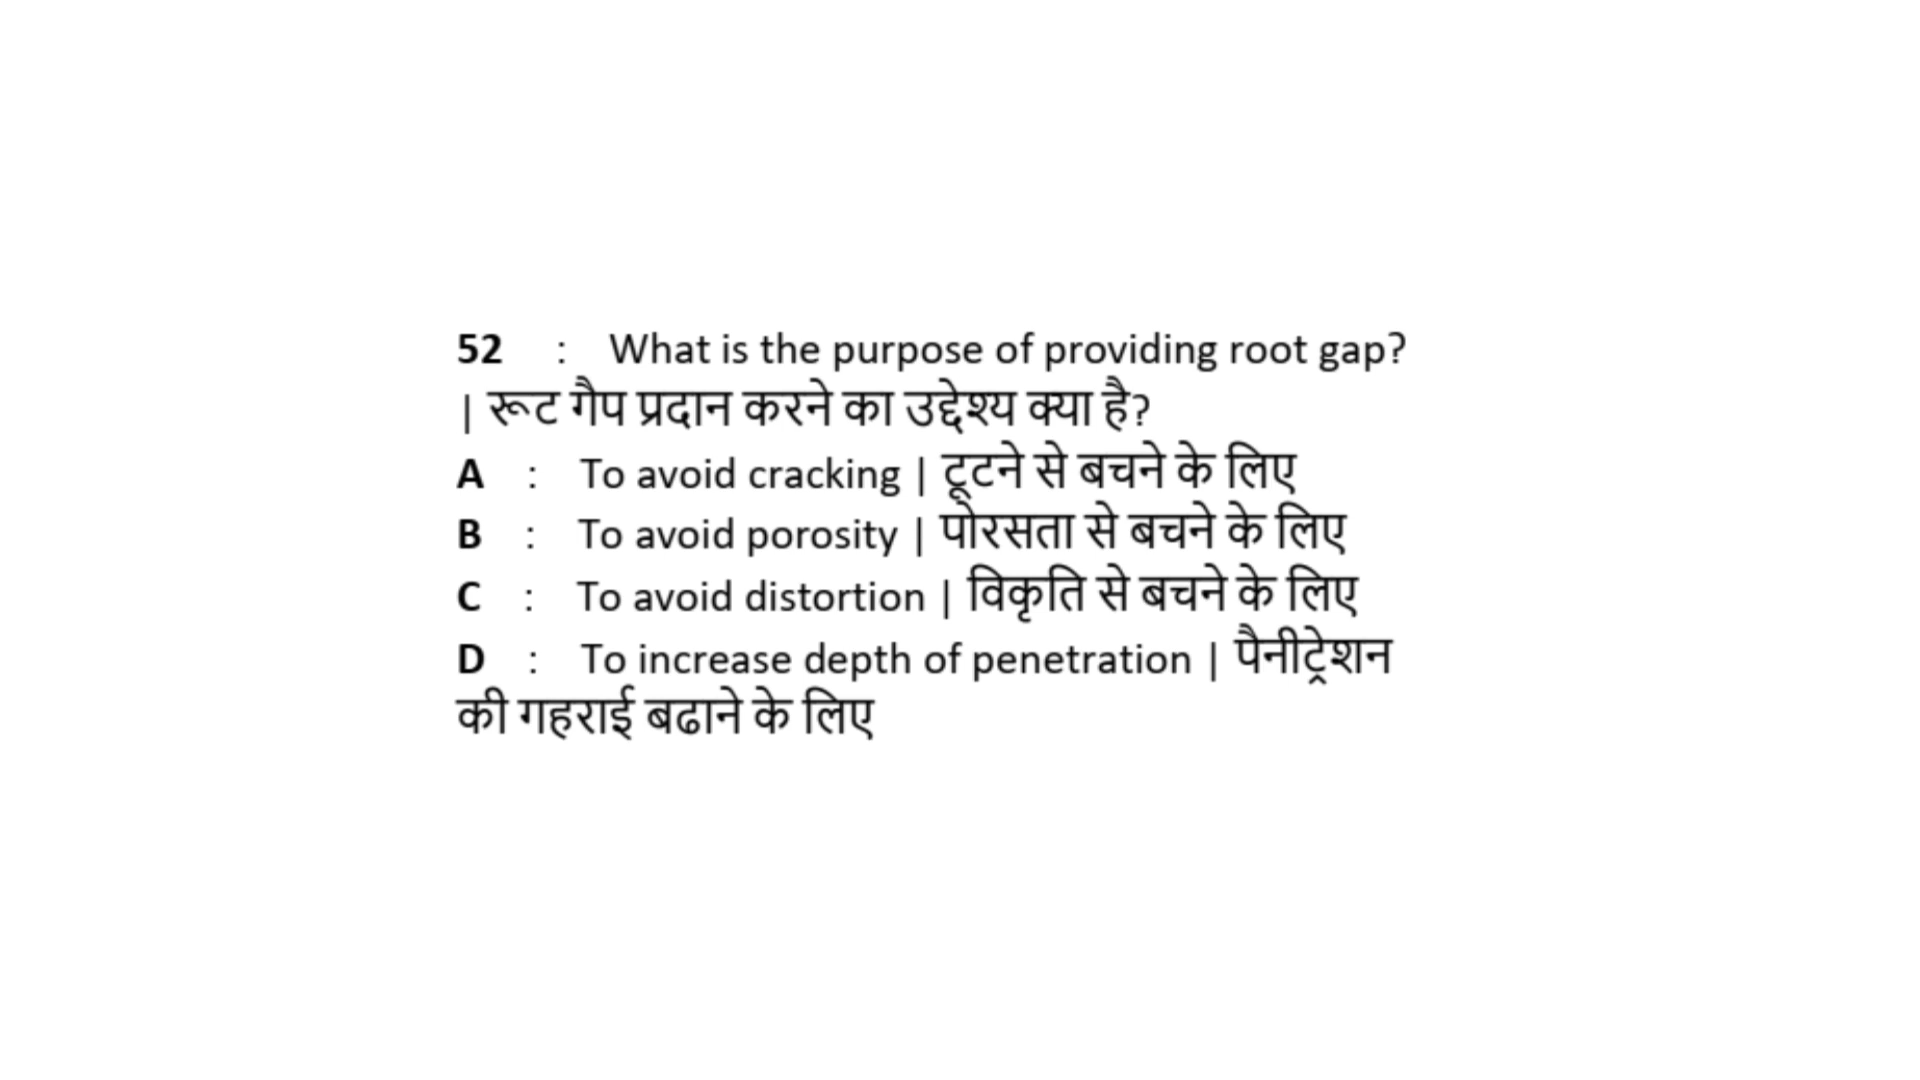 52 : What is the purpose of providing root gap?
| रूट गैप प्रदान करने का उद्देश्य क्या है?
A : To avoid cracking | टूटने से बचने के लिए
B : To avoid porosity | पोरसता से बचने के लिए
C : To avoid distortion | विकृति से बचने के लिए
D : To increase depth of penetration | पैनीट्रेशन
की गहराई बढाने के लिए